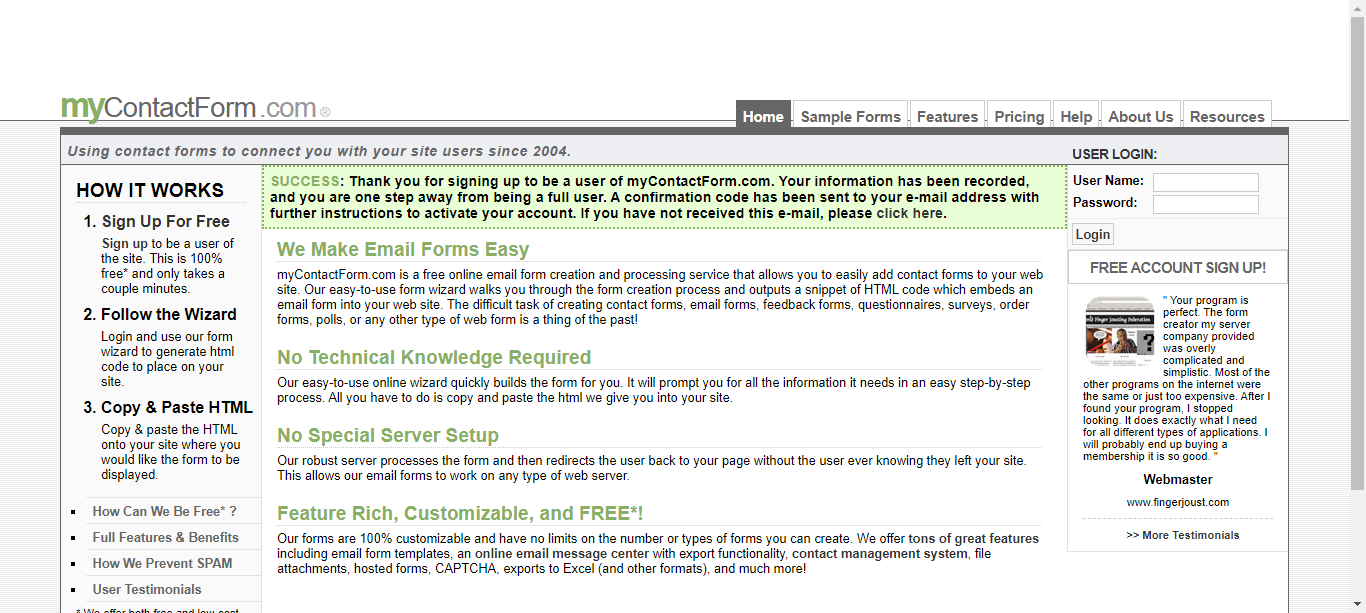 myContactForm.com®
Home
Sample Forms
Features
Pricing
Help
About Us
Resources
Using contact forms to connect you with your site users since 2004.
USER LOGIN:
HOW IT WORKS
1. Sign Up For Free
Sign up to be a user of
the site. This is 100%
free* and only takes a
couple minutes.
2. Follow the Wizard
Login and use our form
wizard to generate html
code to place on your
site.
3. Copy & Paste HTML
Copy & paste the HTML
onto your site where you
would like the form to be
displayed.
How Can We Be Free* ?
Full Features & Benefits
How We Prevent SPAM
User Testimonials
* We offer both free and low cost
SUCCESS: Thank you for signing up to be a user of myContactForm.com. Your information has been recorded,
and you are one step away from being a full user. A confirmation code has been sent to your e-mail address with
further instructions to activate your account. If you have not received this e-mail, please click here.
We Make Email Forms Easy
myContactForm.com is a free online email form creation and processing service that allows you to easily add contact forms to your web
site. Our easy-to-use form wizard walks you through the form creation process and outputs a snippet of HTML code which embeds an
email form into your web site. The difficult task of creating contact forms, email forms, feedback forms, questionnaires, surveys, order
forms, polls, or any other type of web form is a thing of the past!
No Technical Knowledge Required
Our easy-to-use online wizard quickly builds the form for you. It will prompt you for all the information it needs in an easy step-by-step
process. All you have to do is copy and paste the html we give you into your site.
No Special Server Setup
Our robust server processes the form and then redirects the user back to your page without the user ever knowing they left your site.
This allows our email forms to work on any type of web server.
Feature Rich, Customizable, and FREE*!
Our forms are 100% customizable and have no limits on the number or types of forms you can create. We offer tons of great features
including email form templates, an online email message center with export functionality, contact management system, file
attachments, hosted forms, CAPTCHA, exports to Excel (and other formats), and much more!
User Name:
Password:
Login
FREE ACCOUNT SIGN UP!
" Your program is
perfect. The form
creator my server
company provided
was overly
complicated and
simplistic. Most of the
other programs on the internet were
the same or just too expensive. After I
found your program, I stopped
looking. It does exactly what I need
for all different types of applications. I
will probably end up buying a
membership it is so good. "
Webmaster
www.fingerjoust.com
>> More Testimonials